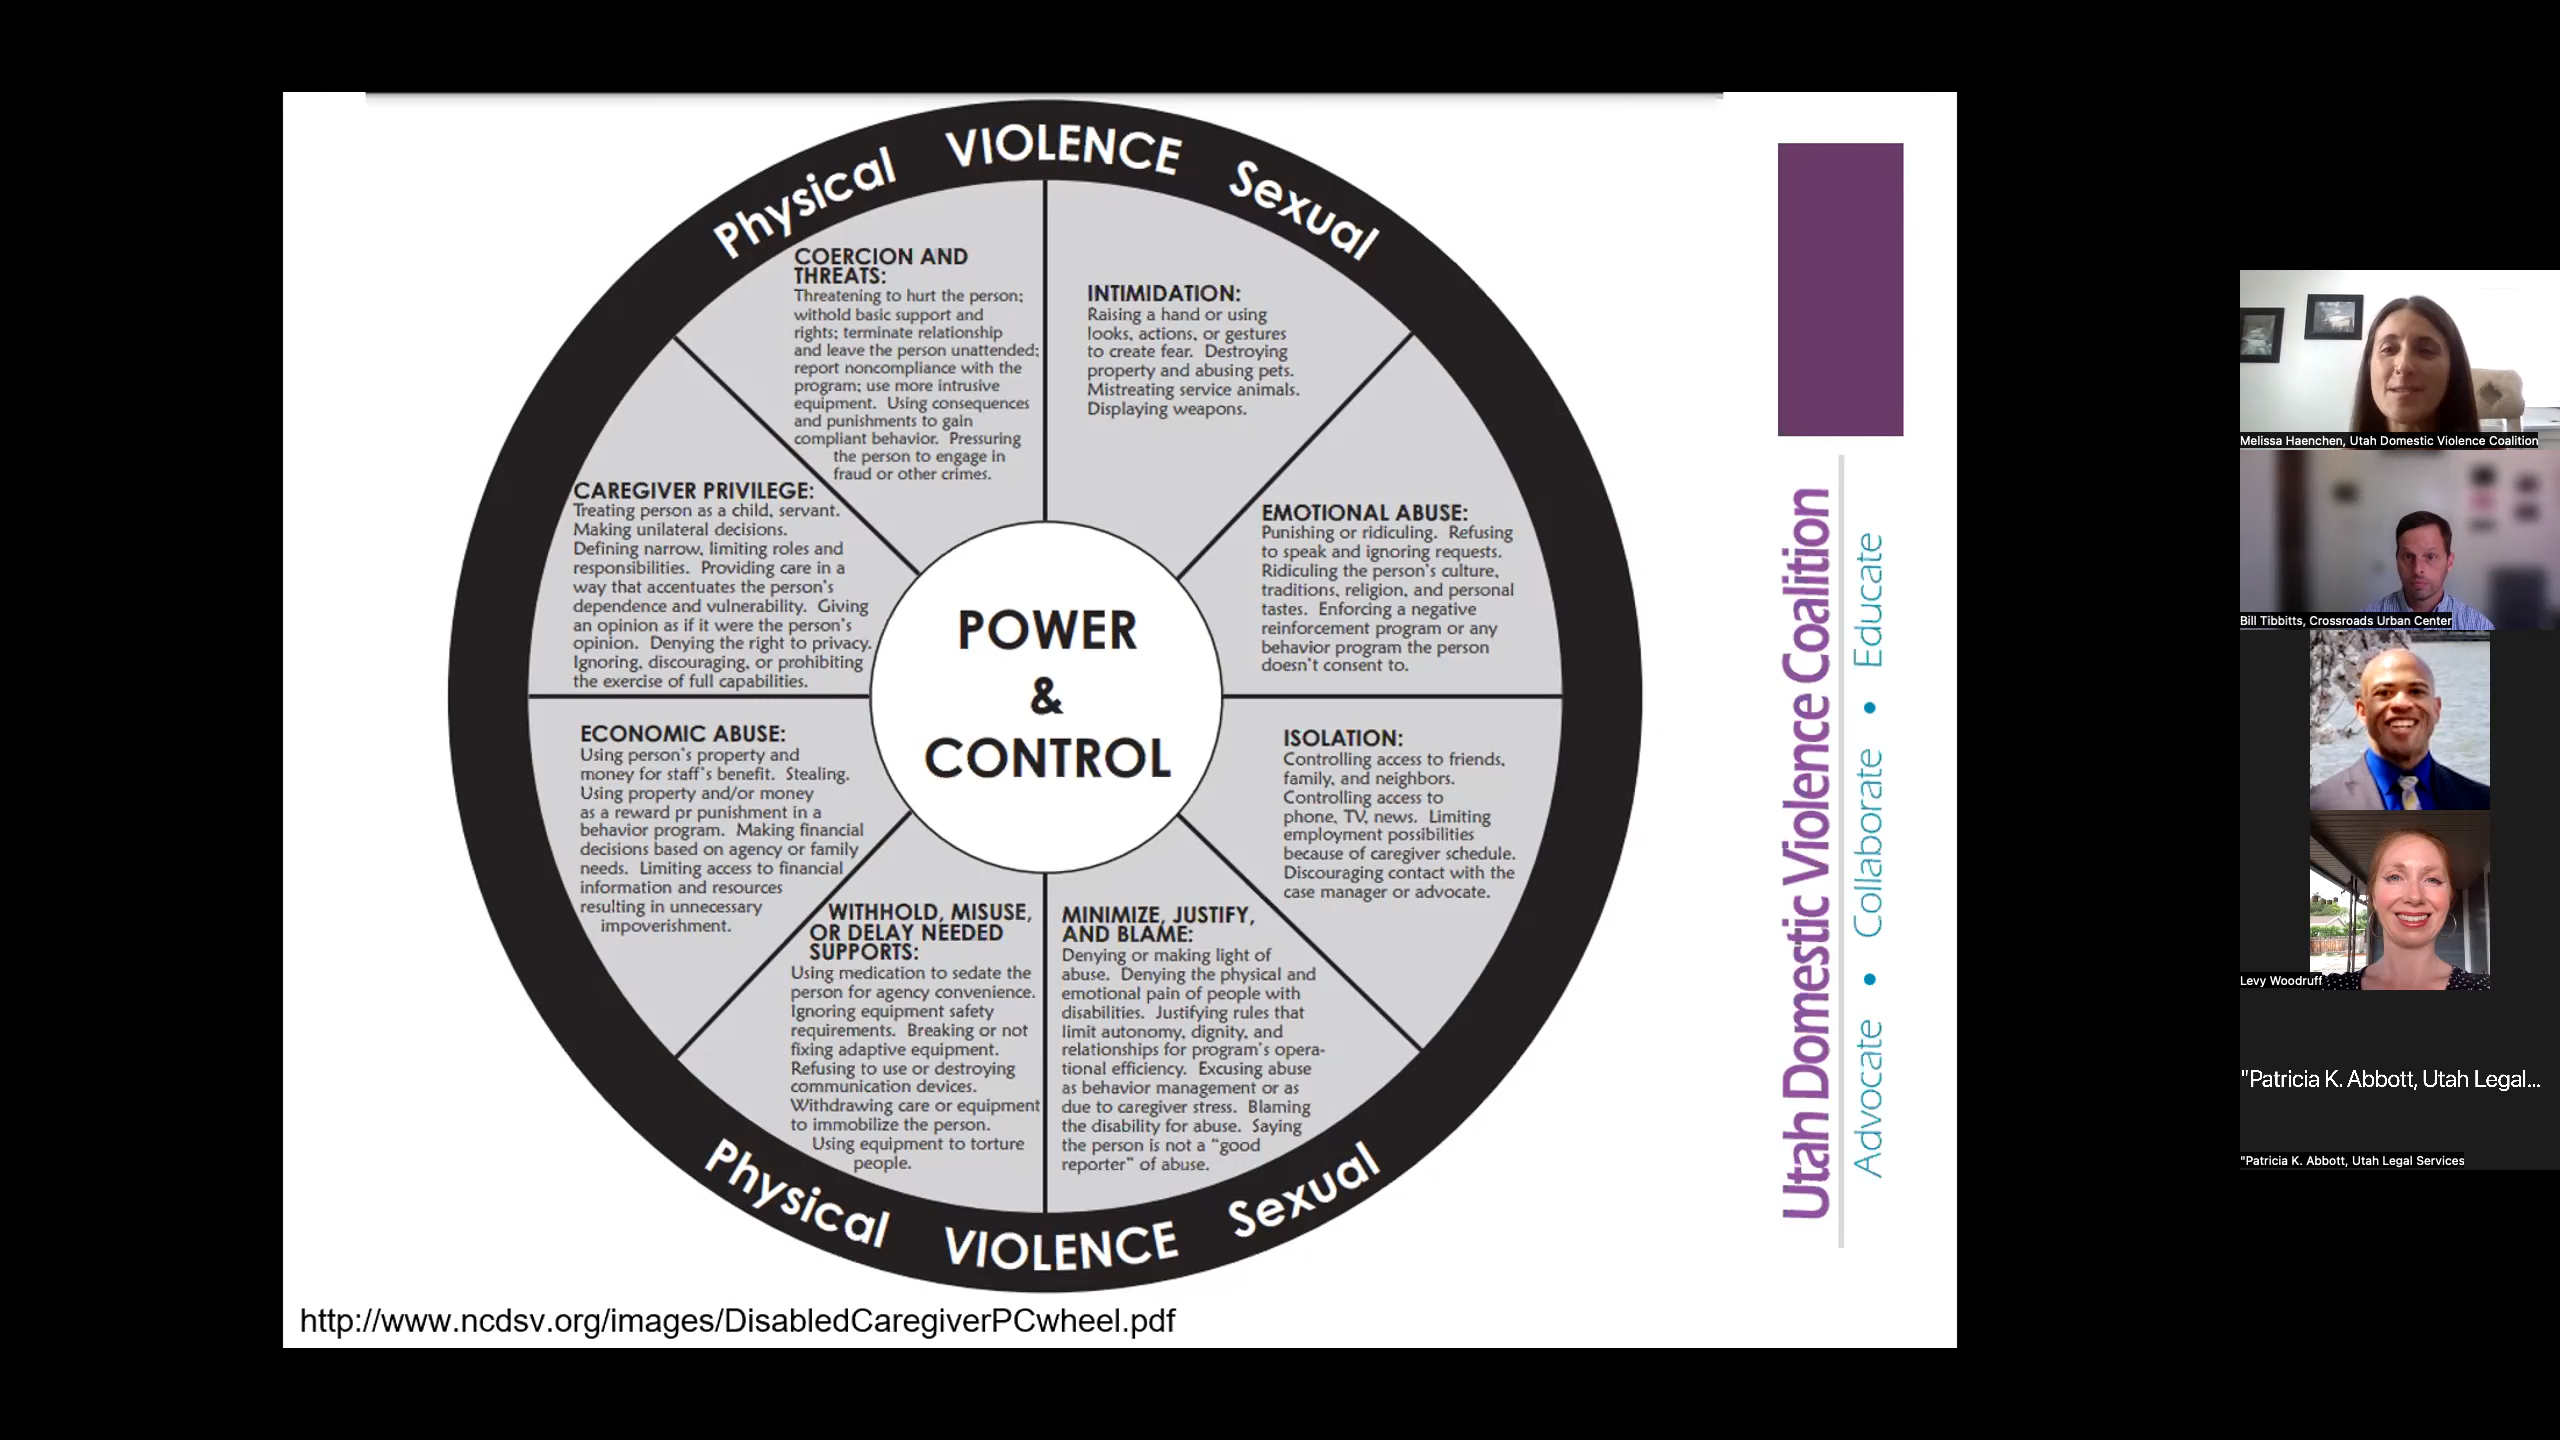 Physical VIOLENCE Sexual
COERCION AND
THREATS:
Threatening to hurt the person;
withold basic support and
rights; terminate relationship
and leave the person unattended;
report noncompliance with the
program; use more intrusive
equipment. Using consequences
and punishments to gain
compliant behavior. Pressuring
the person to engage in
fraud or other crimes.
INTIMIDATION:
Raising a hand or using
looks, actions, or gestures
to create fear. Destroying
property and abusing pets.
Mistreating service animals.
Displaying weapons.
CAREGIVER PRIVILEGE:
Treating person as a child, servant.
Making unilateral decisions.
Defining narrow, limiting roles and
responsibilities. Providing care in a
way that accentuates the person's
dependence and vulnerability. Giving
an opinion as if it were the person's
opinion. Denying the right to privacy.
Ignoring, discouraging, or prohibiting
the exercise of full capabilities.
EMOTIONAL ABUSE:
Punishing or ridiculing. Refusing
to speak and ignoring requests.
Ridiculing the person's culture,
traditions, religion, and personal
tastes. Enforcing a negative
reinforcement program or any
behavior program the person
doesn't consent to.
POWER
&
CONTROL
ECONOMIC ABUSE:
Using person's property and
money for staff's benefit. Stealing.
Using property and/or money
as a reward pr punishment in a
behavior program. Making financial
decisions based on agency or family
needs. Limiting access to financial
information and resources
resulting in unnecessary
impoverishment.
ISOLATION:
Controlling access to friends,
family, and neighbors.
Controlling access to
phone, TV, news. Limiting
employment possibilities
because of caregiver schedule.
Discouraging contact with the
case manager or advocate.
WITHHOLD, MISUSE,
OR DELAY NEEDED
SUPPORTS:
Using medication to sedate the
person for agency convenience.
Ignoring equipment safety
requirements. Breaking or not
fixing adaptive equipment.
Refusing to use or destroying
communication devices.
Withdrawing care or equipment
to immobilize the person.
Using equipment to torture
people.
MINIMIZE, JUSTIFY,
AND BLAME:
Denying or making light of
abuse. Denying the physical and
emotional pain of people with
disabilities. Justifying rules that
limit autonomy, dignity, and
relationships for program's opera-
tional efficiency. Excusing abuse
as behavior management or as
due to caregiver stress. Blaming
the disability for abuse. Saying
the person is not a "good
reporter" of abuse.
Physical VIOLENCE Sexual
http://www.ncdsv.org/images/DisabledCaregiverPCwheel.pdf
Utah Domestic Violence Coalition
Advocate • Collaborate • Educate
Melissa Haenchen, Utah Domestic Violence Coalition
Bill Tibbitts, Crossroads Urban Center
Levy Woodruff
"Patricia K. Abbott, Utah Legal...
"Patricia K. Abbott, Utah Legal Services